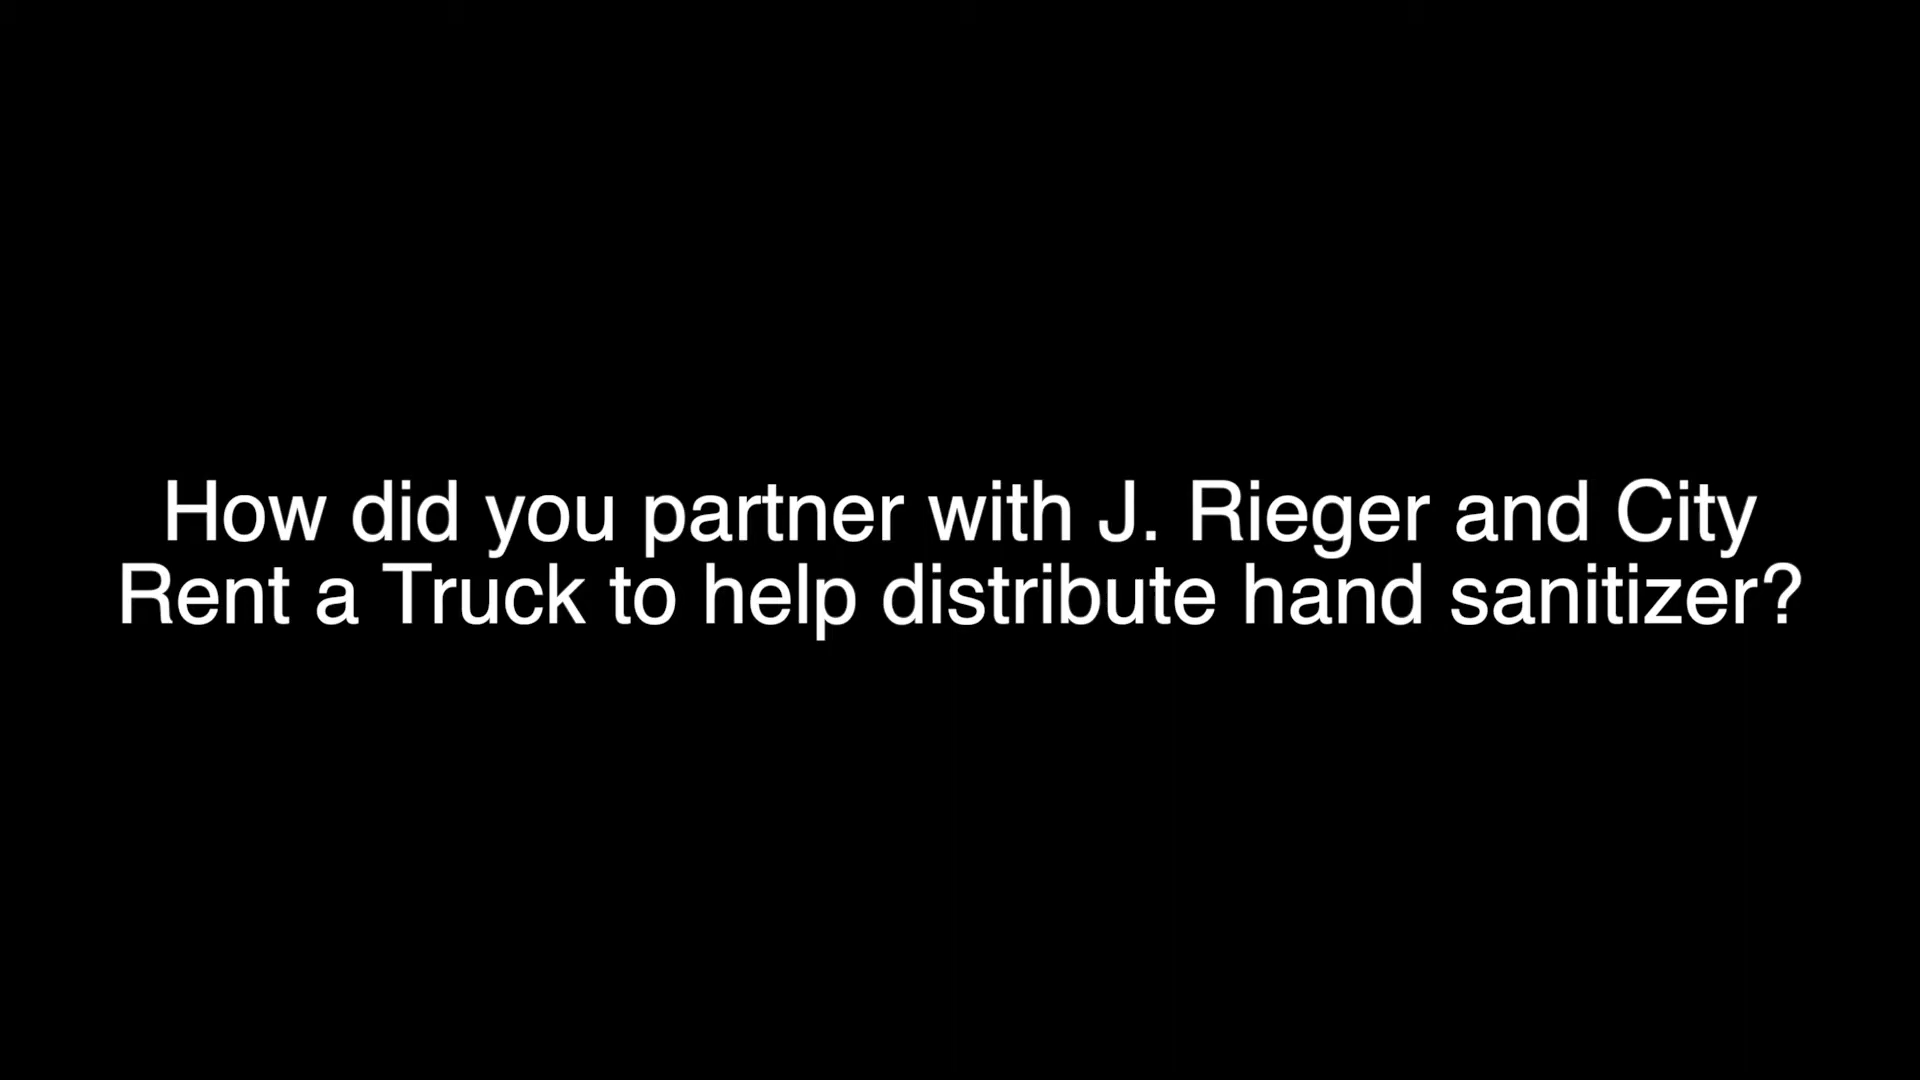 How did you partner with J. Rieger and City
Rent a Truck to help distribute hand sanitizer?